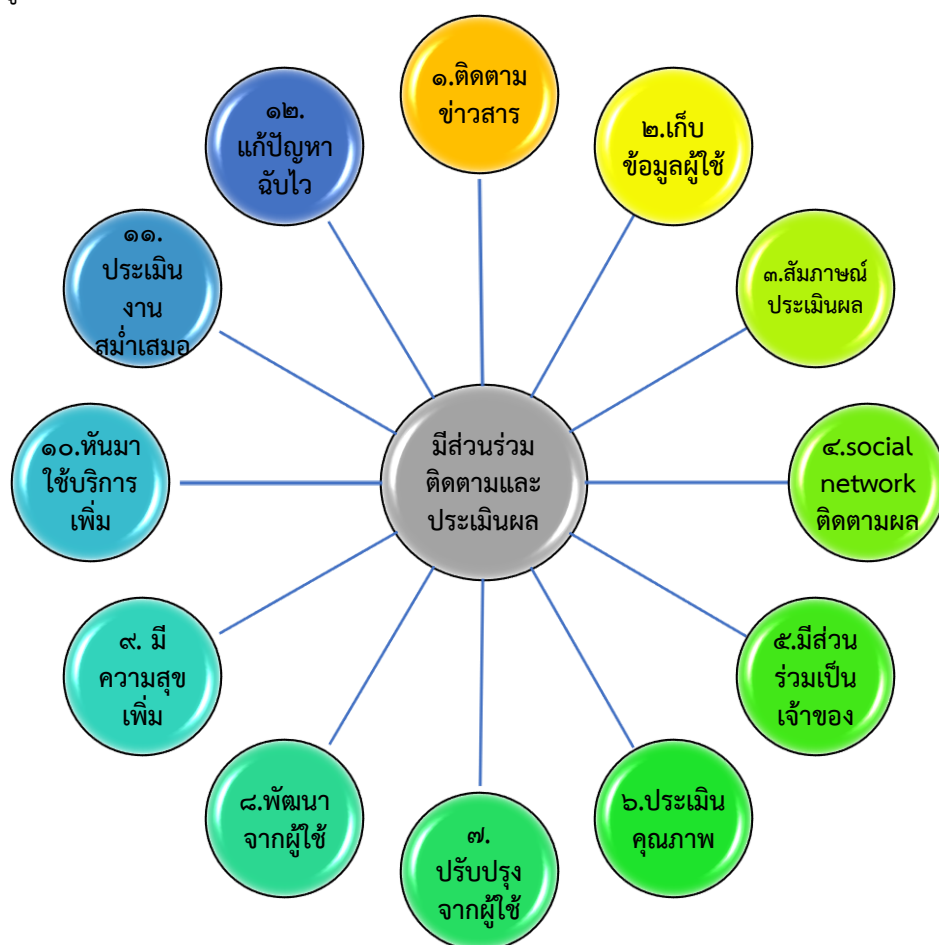 ๑.ติดตาม
ข่าวสาร
๒.เก็บ
ข้อมูลผู้ใช้
๓.สัมภาษณ์
ประเมินผล
๔.social
network
ติดตามผล
๕.มีส่วน
ร่วมเป็น
เจ้าของ
๖.ประเมิน
คุณภาพ
๗.
ปรับปรุง
จากผู้ใช้
๘.พัฒนา
จากผู้ใช้
๙. มี
ความสุข
เพิ่ม
๑๐.หันมา
ใช้บริการ
เพิ่ม
๑๑.
ประเมิน
งาน
สม่ำเสมอ
๑๒.
แก้ปัญหา
ฉับไว
มีส่วนร่วม
ติดตามและ
ประเมินผล